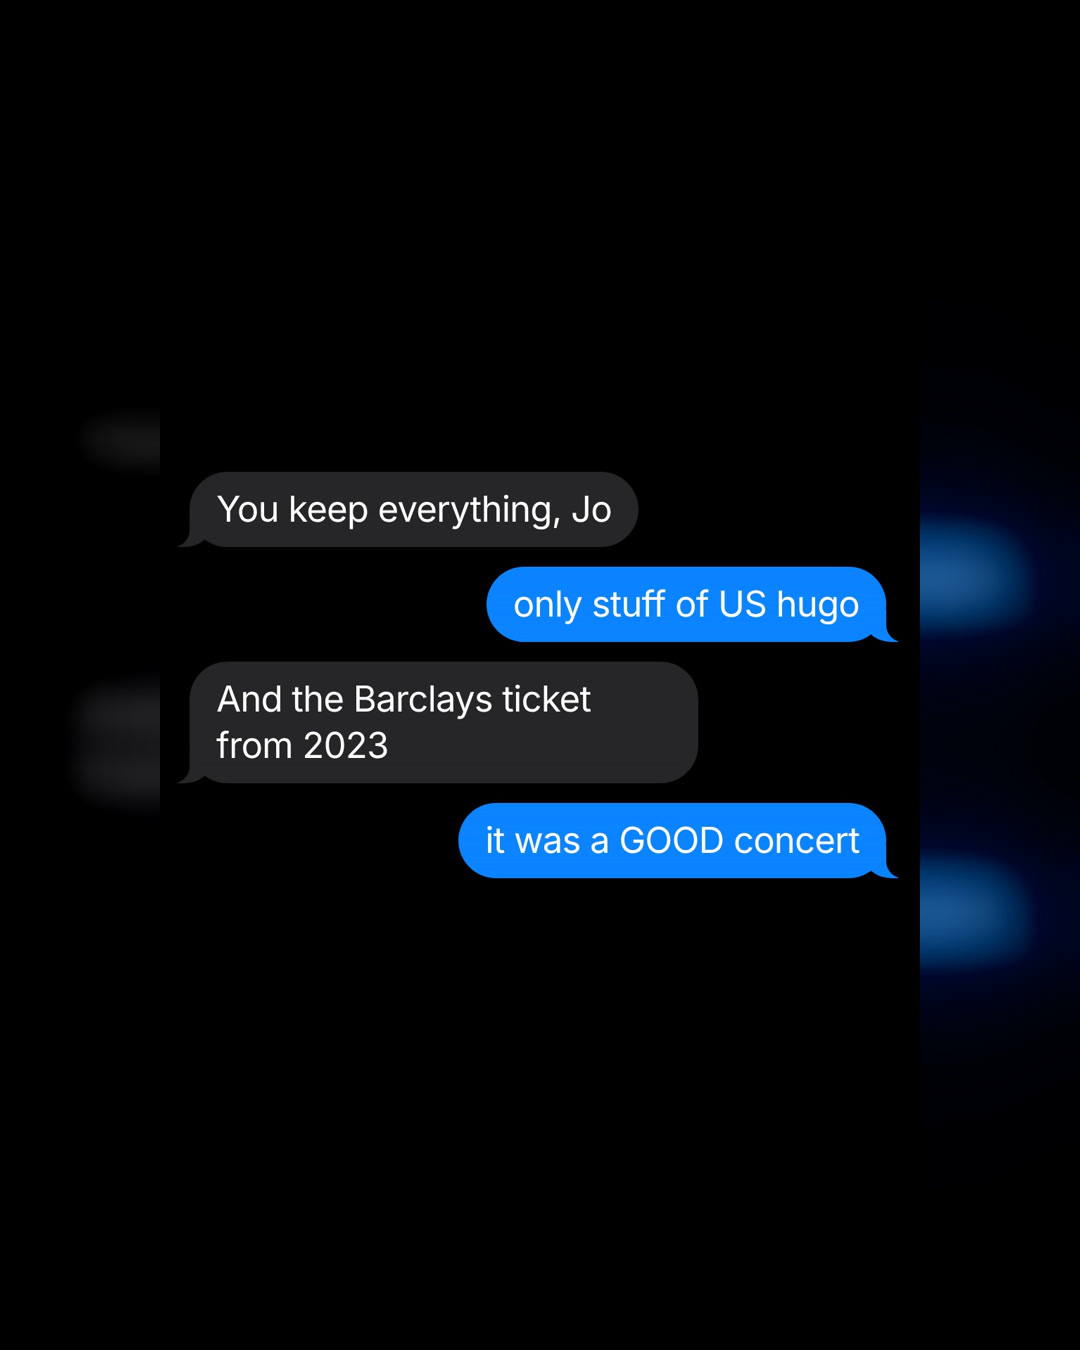 You keep everything, Jo
only stuff of US hugo
And the Barclays ticket
from 2023
it was a GOOD concert